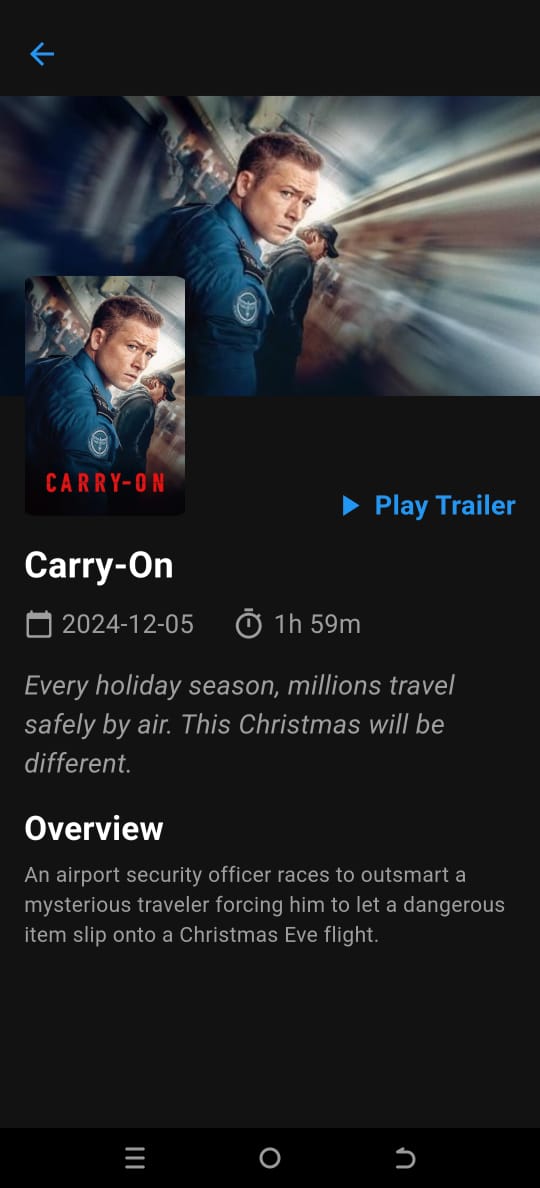 CARRY-ON
Play Trailer
Carry-On
2024-12-05 1h 59m
Every holiday season, millions travel
safely by air. This Christmas will be
different.
Overview
An airport security officer races to outsmart a
mysterious traveler forcing him to let a dangerous
item slip onto a Christmas Eve flight.